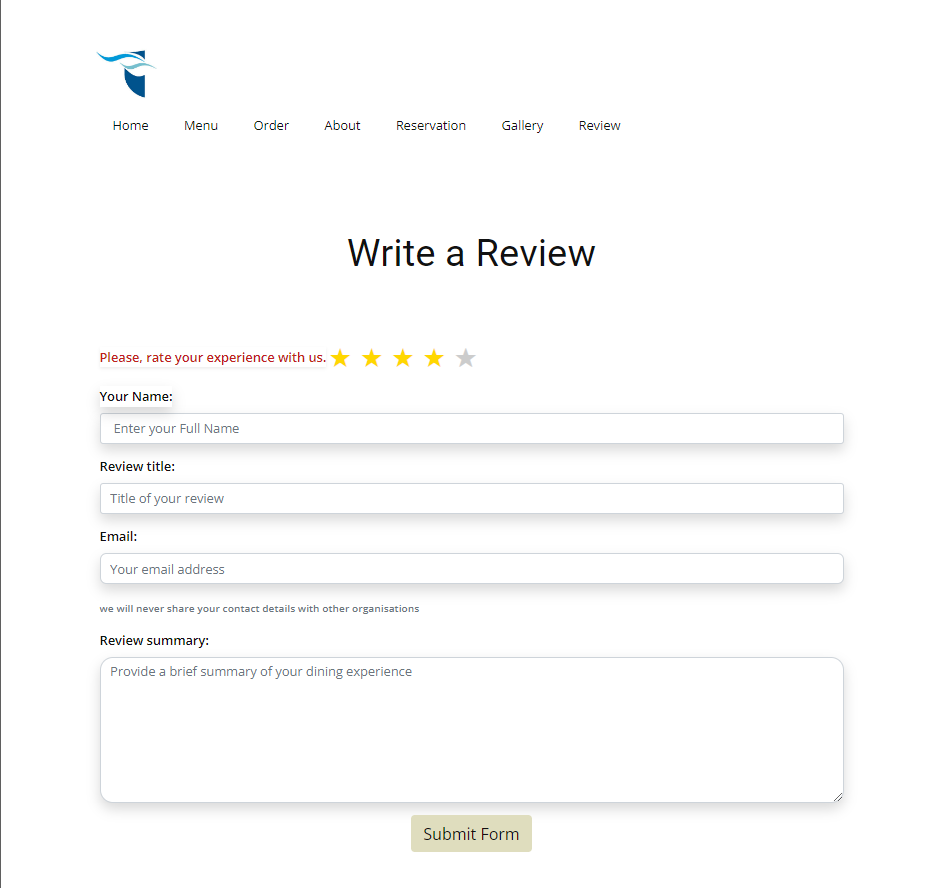 Home Menu Order About Reservation Gallery Review
Write a Review
Please, rate your experience with us.
Your Name:
Enter your Full Name
Review title:
Title of your review
Email:
Your email address
we will never share your contact details with other organisations
Review summary:
Provide a brief summary of your dining experience
Submit Form